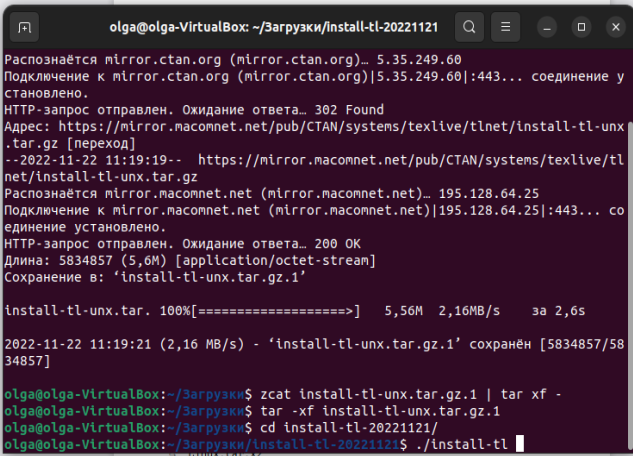 olga@olga-VirtualBox: ~/Загрузки/install-tl-20221121
Распознаётся mirror.ctan.org (mirror.ctan.org)… 5.35.249.60
Подключение к mirror.ctan.org (mirror.ctan.org)|5.35.249.60|:443... соединение у
становлено.
HTTP-запрос отправлен. Ожидание ответа… 302 Found
Адрес: https://mirror.macomnet.net/pub/CTAN/systems/texlive/tlnet/install-tl-unx
.tar.gz [переход]
--2022-11-22 11:19:19--  https://mirror.macomnet.net/pub/CTAN/systems/texlive/tl
net/install-tl-unx.tar.gz
Распознаётся mirror.macomnet.net (mirror.macomnet.net)… 195.128.64.25
Подключение к mirror.macomnet.net (mirror.macomnet.net)|195.128.64.25|:443... со
единение установлено.
HTTP-запрос отправлен. Ожидание ответа… 200 OK
Длина: 5834857 (5,6M) [application/octet-stream]
Сохранение в: ‘install-tl-unx.tar.gz.1’
install-tl-unx.tar. 100%[===================>]   5,56M  2,16MB/s    за 2,6s
2022-11-22 11:19:21 (2,16 MB/s) - ‘install-tl-unx.tar.gz.1’ сохранён [5834857/58
34857]
olga@olga-VirtualBox:~/Загрузки$ zcat install-tl-unx.tar.gz.1 | tar xf -
olga@olga-VirtualBox:~/Загрузки$ tar -xf install-tl-unx.tar.gz.1
olga@olga-VirtualBox:~/Загрузки$ cd install-tl-20221121/
olga@olga-VirtualBox:~/Загрузки/install-tl-20221121$ ./install-tl